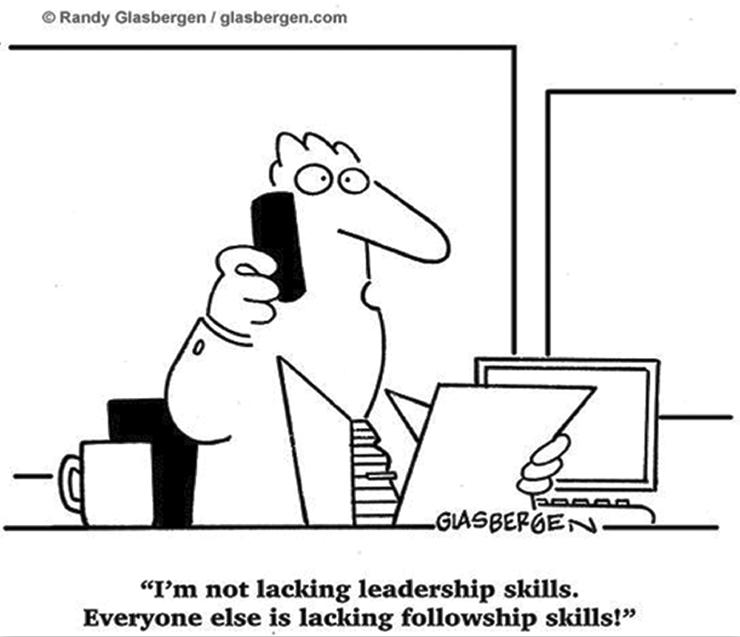 © Randy Glasbergen / glasbergen.com
GLASBERGEN
“I’m not lacking leadership skills.
Everyone else is lacking followship skills!”